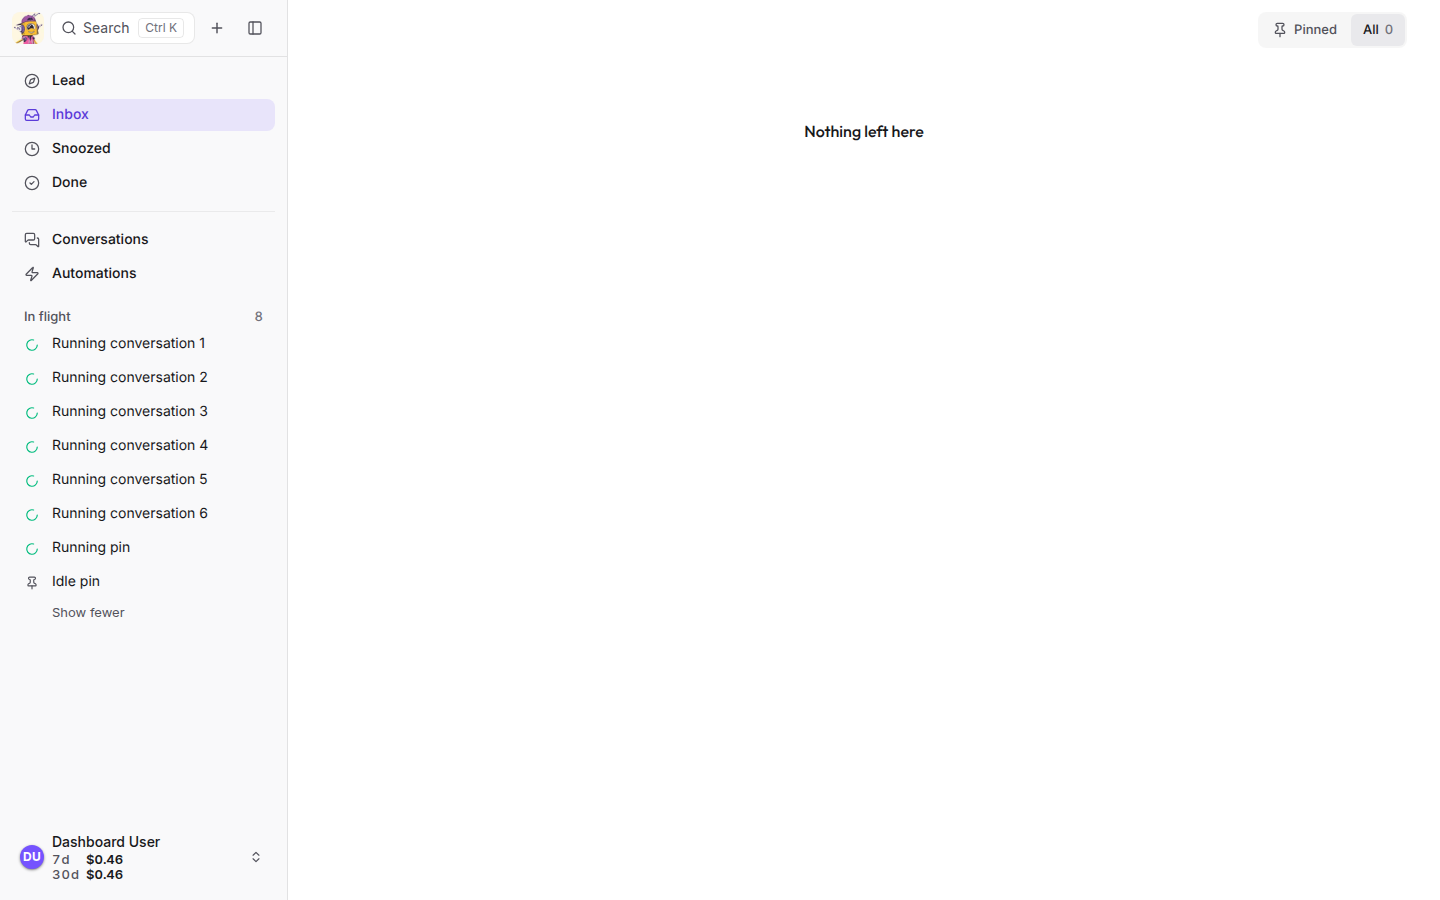 Search Ctrl K
Pinned
All 0
Lead
Inbox
Snoozed
Done
Conversations
Automations
In flight 8
Running conversation 1
Running conversation 2
Running conversation 3
Running conversation 4
Running conversation 5
Running conversation 6
Running pin
Idle pin
Show fewer
Nothing left here
DU
Dashboard User
7d $0.46
30d $0.46